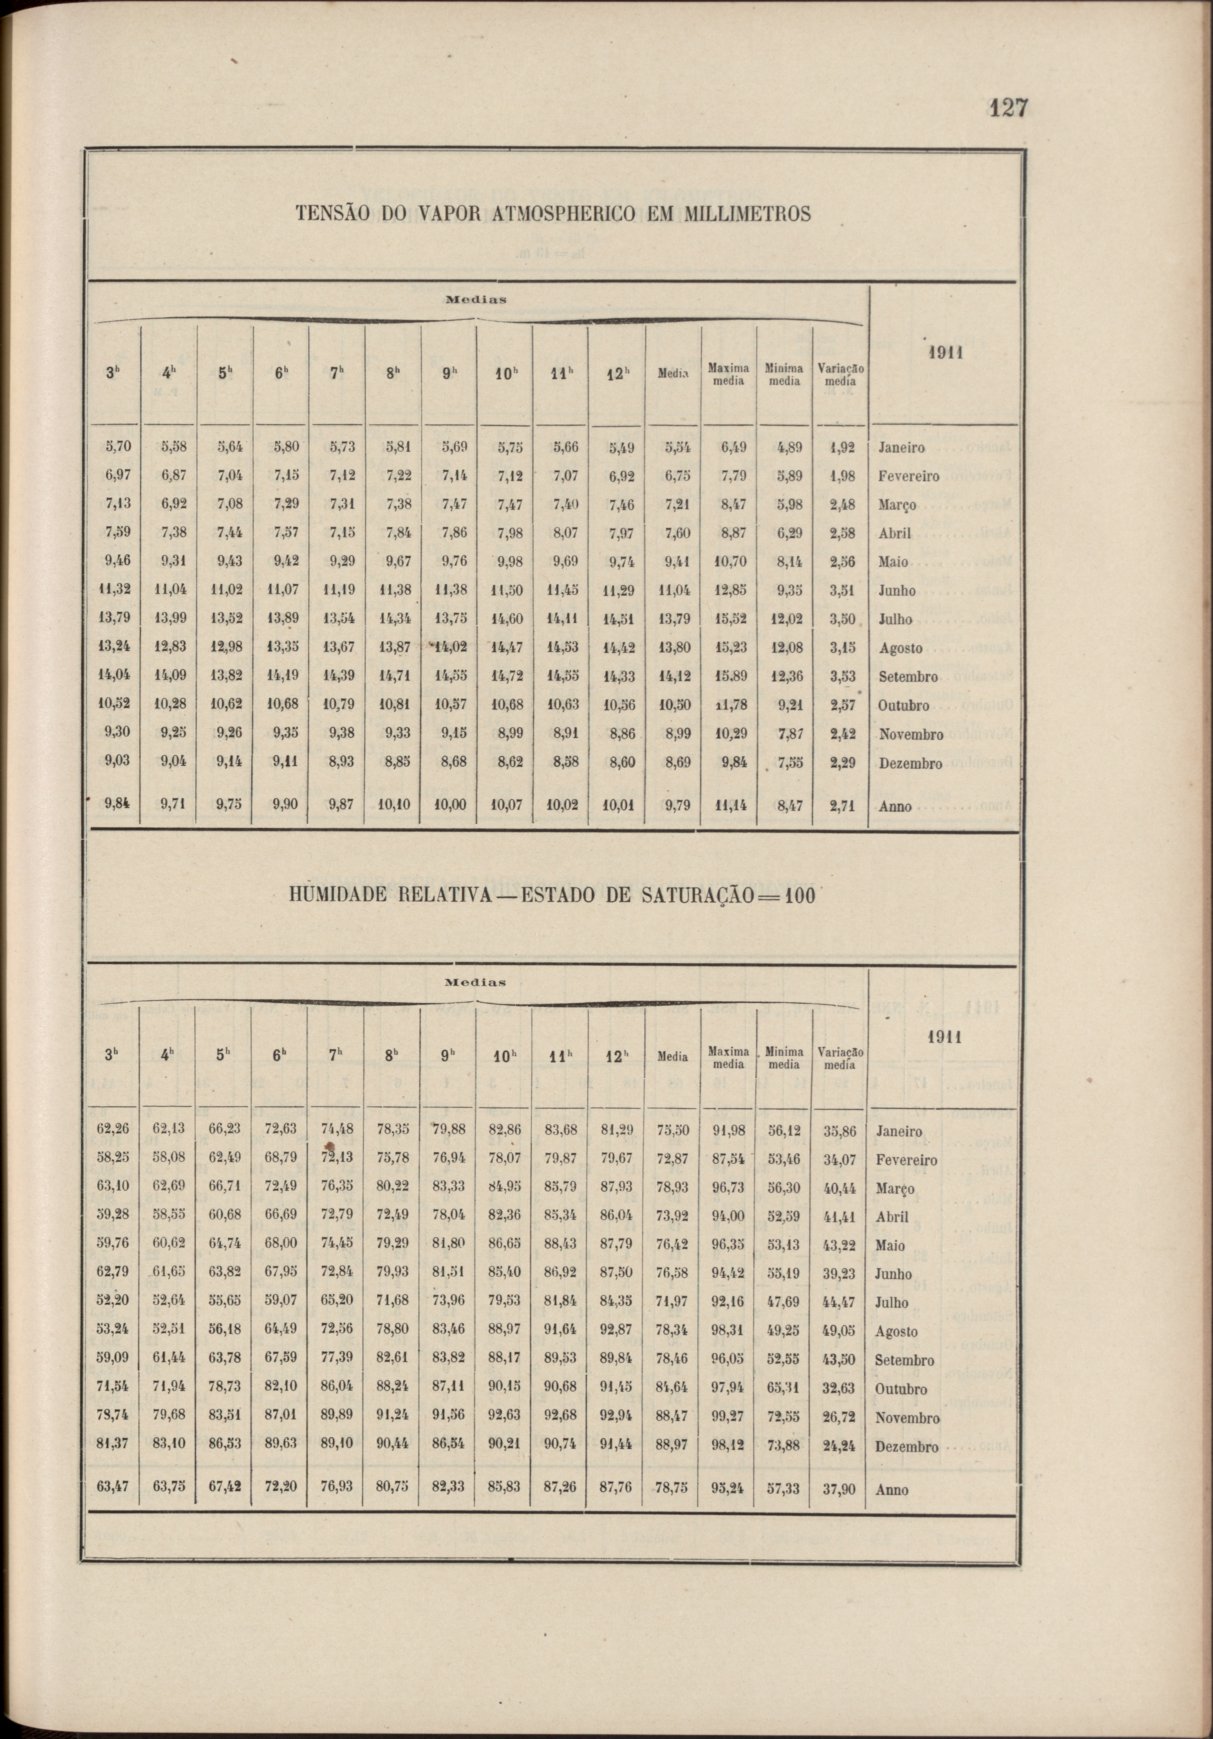 127
TENSÃO DO VAPOR ATMOSPHERICO EM MILLIMETROS
Medias
3h 4h 5h 6h 7h 8h 9h 10h 11h 12h Media Maxima media Minima media Variação media 1911
5,70 5,58 5,64 5,80 5,73 5,81 5,69 5,75 5,66 5,49 5,54 6,49 4,89 1,92 Janeiro
6,97 6,87 7,04 7,15 7,12 7,22 7,14 7,12 7,07 6,92 6,75 7,79 5,89 1,98 Fevereiro
7,13 6,92 7,08 7,29 7,31 7,38 7,47 7,47 7,40 7,46 7,21 8,47 5,98 2,48 Março
7,59 7,38 7,44 7,57 7,15 7,84 7,86 7,98 8,07 7,97 7,60 8,87 6,29 2,58 Abril
9,46 9,31 9,43 9,42 9,29 9,67 9,76 9,98 9,69 9,74 9,41 10,70 8,14 2,56 Maio
11,32 11,04 11,02 11,07 11,19 11,38 11,38 11,50 11,45 11,29 11,04 12,85 9,35 3,51 Junho
13,79 13,99 13,52 13,89 13,54 14,34 13,75 14,60 14,11 14,51 13,79 15,52 12,02 3,50 Julho
13,24 12,83 12,98 13,35 13,67 13,87 14,02 14,47 14,53 14,42 13,80 15,23 12,08 3,15 Agosto
14,04 14,09 13,82 14,19 14,39 14,71 14,55 14,72 14,55 14,33 14,12 15.89 12,36 3,53 Setembro
10,52 10,28 10,62 10,68 10,79 10,81 10,57 10,68 10,63 10,56 10,50 11,78 9,21 2,57 Outubro
9,30 9,25 9,26 9,35 9,38 9,33 9,15 8,99 8,91 8,86 8,99 10,29 7,87 2,42 Novembro
9,03 9,04 9,14 9,11 8,93 8,85 8,68 8,62 8,58 8,60 8,69 9,84 7,55 2,29 Dezembro
9,84 9,71 9,75 9,90 9,87 10,10 10,00 10,07 10,02 10,01 9,79 11,14 8,47 2,71 Anno
HUMIDADE RELATIVA — ESTADO DE SATURAÇÃO = 100
Medias
3h 4h 5h 6h 7h 8h 9h 10h 11h 12h Media Maxima media Minima media Variação media 1911
62,26 62,13 66,23 72,63 74,48 78,35 79,88 82,86 83,68 81,29 75,50 91,98 56,12 35,86 Janeiro
58,25 58,08 62,49 68,79 72,13 75,78 76,94 78,07 79,87 79,67 72,87 87,54 53,46 34,07 Fevereiro
63,10 62,69 66,71 72,49 76,35 80,22 83,33 84,95 85,79 87,93 78,93 96,73 56,30 40,44 Março
59,28 58,55 60,68 66,69 72,79 72,49 78,04 82,36 85,34 86,04 73,92 94,00 52,59 41,41 Abril
59,76 60,62 64,74 68,00 74,45 79,29 81,80 86,65 88,43 87,79 76,42 96,35 53,13 43,22 Maio
62,79 61,65 63,82 67,95 72,84 79,93 81,51 85,40 86,92 87,50 76,58 94,42 55,19 39,23 Junho
52,20 52,64 55,65 59,07 65,20 71,68 73,96 79,53 81,84 84,35 71,97 92,16 47,69 44,47 Julho
53,24 52,51 56,18 64,49 72,56 78,80 83,46 88,97 91,64 92,87 78,34 98,31 49,25 49,05 Agosto
59,09 61,44 63,78 67,59 77,39 82,61 83,82 88,17 89,53 89,84 78,46 96,05 52,55 43,50 Setembro
71,54 71,94 78,73 82,10 86,04 88,24 87,11 90,15 90,68 91,45 84,64 97,94 65,31 32,63 Outubro
78,74 79,68 83,51 87,01 89,89 91,24 91,56 92,63 92,68 92,94 88,47 99,27 72,55 26,72 Novembro
81,37 83,10 86,53 89,63 89,10 90,44 86,54 90,21 90,74 91,44 88,97 98,12 73,88 24,24 Dezembro
63,47 63,75 67,42 72,20 76,93 80,75 82,33 85,83 87,26 87,76 78,75 95,24 57,33 37,90 Anno